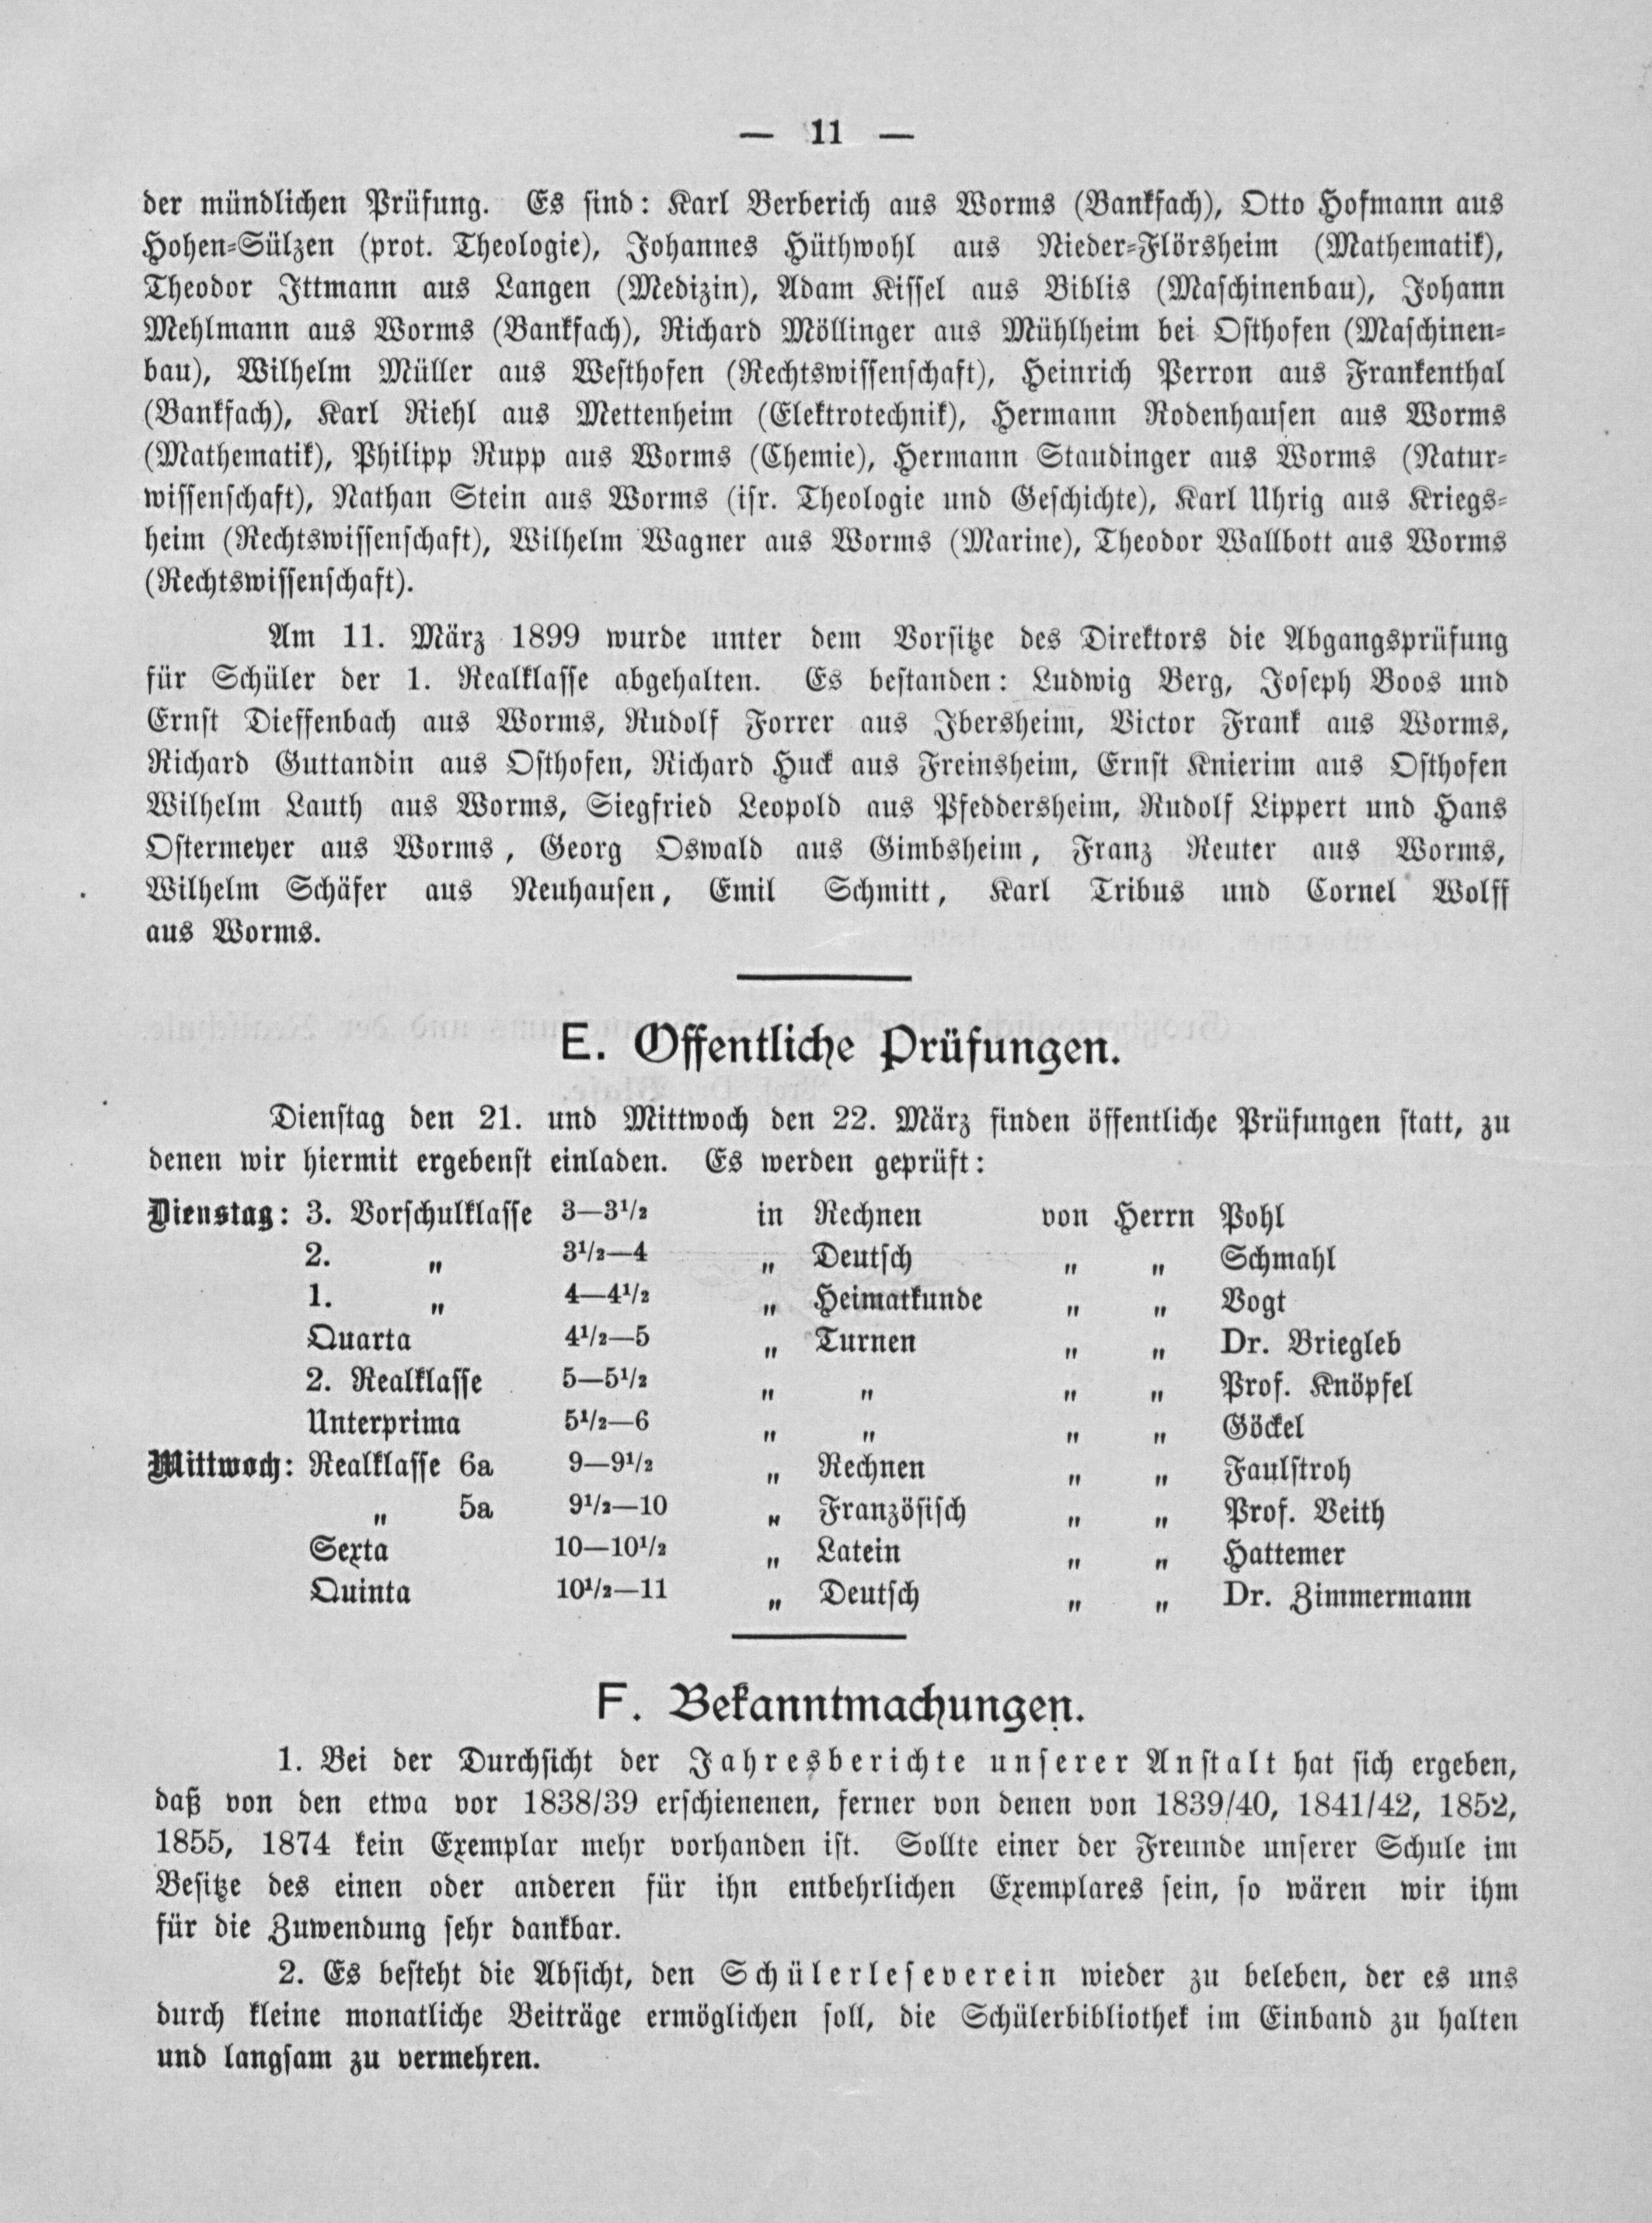 — 11 —
der mündlichen Prüfung. Es sind: Karl Berberich aus Worms (Bankfach), Otto Hofmann aus
Hohen-Sülzen (prot. Theologie), Johannes Hüthwohl aus Nieder-Flörsheim (Mathematik),
Theodor Ittmann aus Langen (Medizin), Adam Kissel aus Biblis (Maschinenbau), Johann
Mehlmann aus Worms (Bankfach), Richard Möllinger aus Mühlheim bei Osthofen (Maschinen-
bau), Wilhelm Müller aus Westhofen (Rechtswissenschaft), Heinrich Perron aus Frankenthal
(Bankfach), Karl Riehl aus Mettenheim (Elektrotechnik), Hermann Rodenhausen aus Worms
(Mathematik), Philipp Rupp aus Worms (Chemie), Hermann Staudinger aus Worms (Natur-
wissenschaft), Nathan Stein aus Worms (isr. Theologie und Geschichte), Karl Uhrig aus Kriegs-
heim (Rechtswissenschaft), Wilhelm Wagner aus Worms (Marine), Theodor Wallbott aus Worms
(Rechtswissenschaft).
Am 11. März 1899 wurde unter dem Vorsitze des Direktors die Abgangsprüfung
für Schüler der 1. Realklasse abgehalten. Es bestanden: Ludwig Berg, Joseph Boos und
Ernst Dieffenbach aus Worms, Rudolf Forrer aus Ibersheim, Victor Frank aus Worms,
Richard Guttandin aus Osthofen, Richard Huck aus Freinsheim, Ernst Knierim aus Osthofen
Wilhelm Lauth aus Worms, Siegfried Leopold aus Pfeddersheim, Rudolf Lippert und Hans
Ostermeyer aus Worms, Georg Oswald aus Gimbsheim, Franz Reuter aus Worms,
Wilhelm Schäfer aus Neuhausen, Emil Schmitt, Karl Tribus und Cornel Wolff
aus Worms.
E. Offentliche Prüfungen.
Dienstag den 21. und Mittwoch den 22. März finden öffentliche Prüfungen statt, zu
denen wir hiermit ergebenst einladen. Es werden geprüft:
Dienstag: 3. Vorschulklasse 3—3½ in Rechnen von Herrn Pohl
2. „ 3½—4 „ Deutsch „ „ Schmahl
1. „ 4—4½ „ Heimatkunde „ „ Vogt
Quarta 4½—5 „ Turnen „ „ Dr. Briegleb
2. Realklasse 5—5½ „ „ „ „ Prof. Knöpfel
Unterprima 5½—6 „ „ „ „ Göckel
Mittwoch: Realklasse 6a 9—9½ „ Rechnen „ „ Faulstroh
„ 5a 9½—10 „ Französisch „ „ Prof. Veith
Sexta 10—10½ „ Latein „ „ Hattemer
Quinta 10½—11 „ Deutsch „ „ Dr. Zimmermann
F. Bekanntmachungen.
1. Bei der Durchsicht der Jahresberichte unserer Anstalt hat sich ergeben,
daß von den etwa vor 1838/39 erschienenen, ferner von denen von 1839/40, 1841/42, 1852,
1855, 1874 kein Exemplar mehr vorhanden ist. Sollte einer der Freunde unserer Schule im
Besitze des einen oder anderen für ihn entbehrlichen Exemplares sein, so wären wir ihm
für die Zuwendung sehr dankbar.
2. Es besteht die Absicht, den Schülerleseverein wieder zu beleben, der es uns
durch kleine monatliche Beiträge ermöglichen soll, die Schülerbibliothek im Einband zu halten
und langsam zu vermehren.